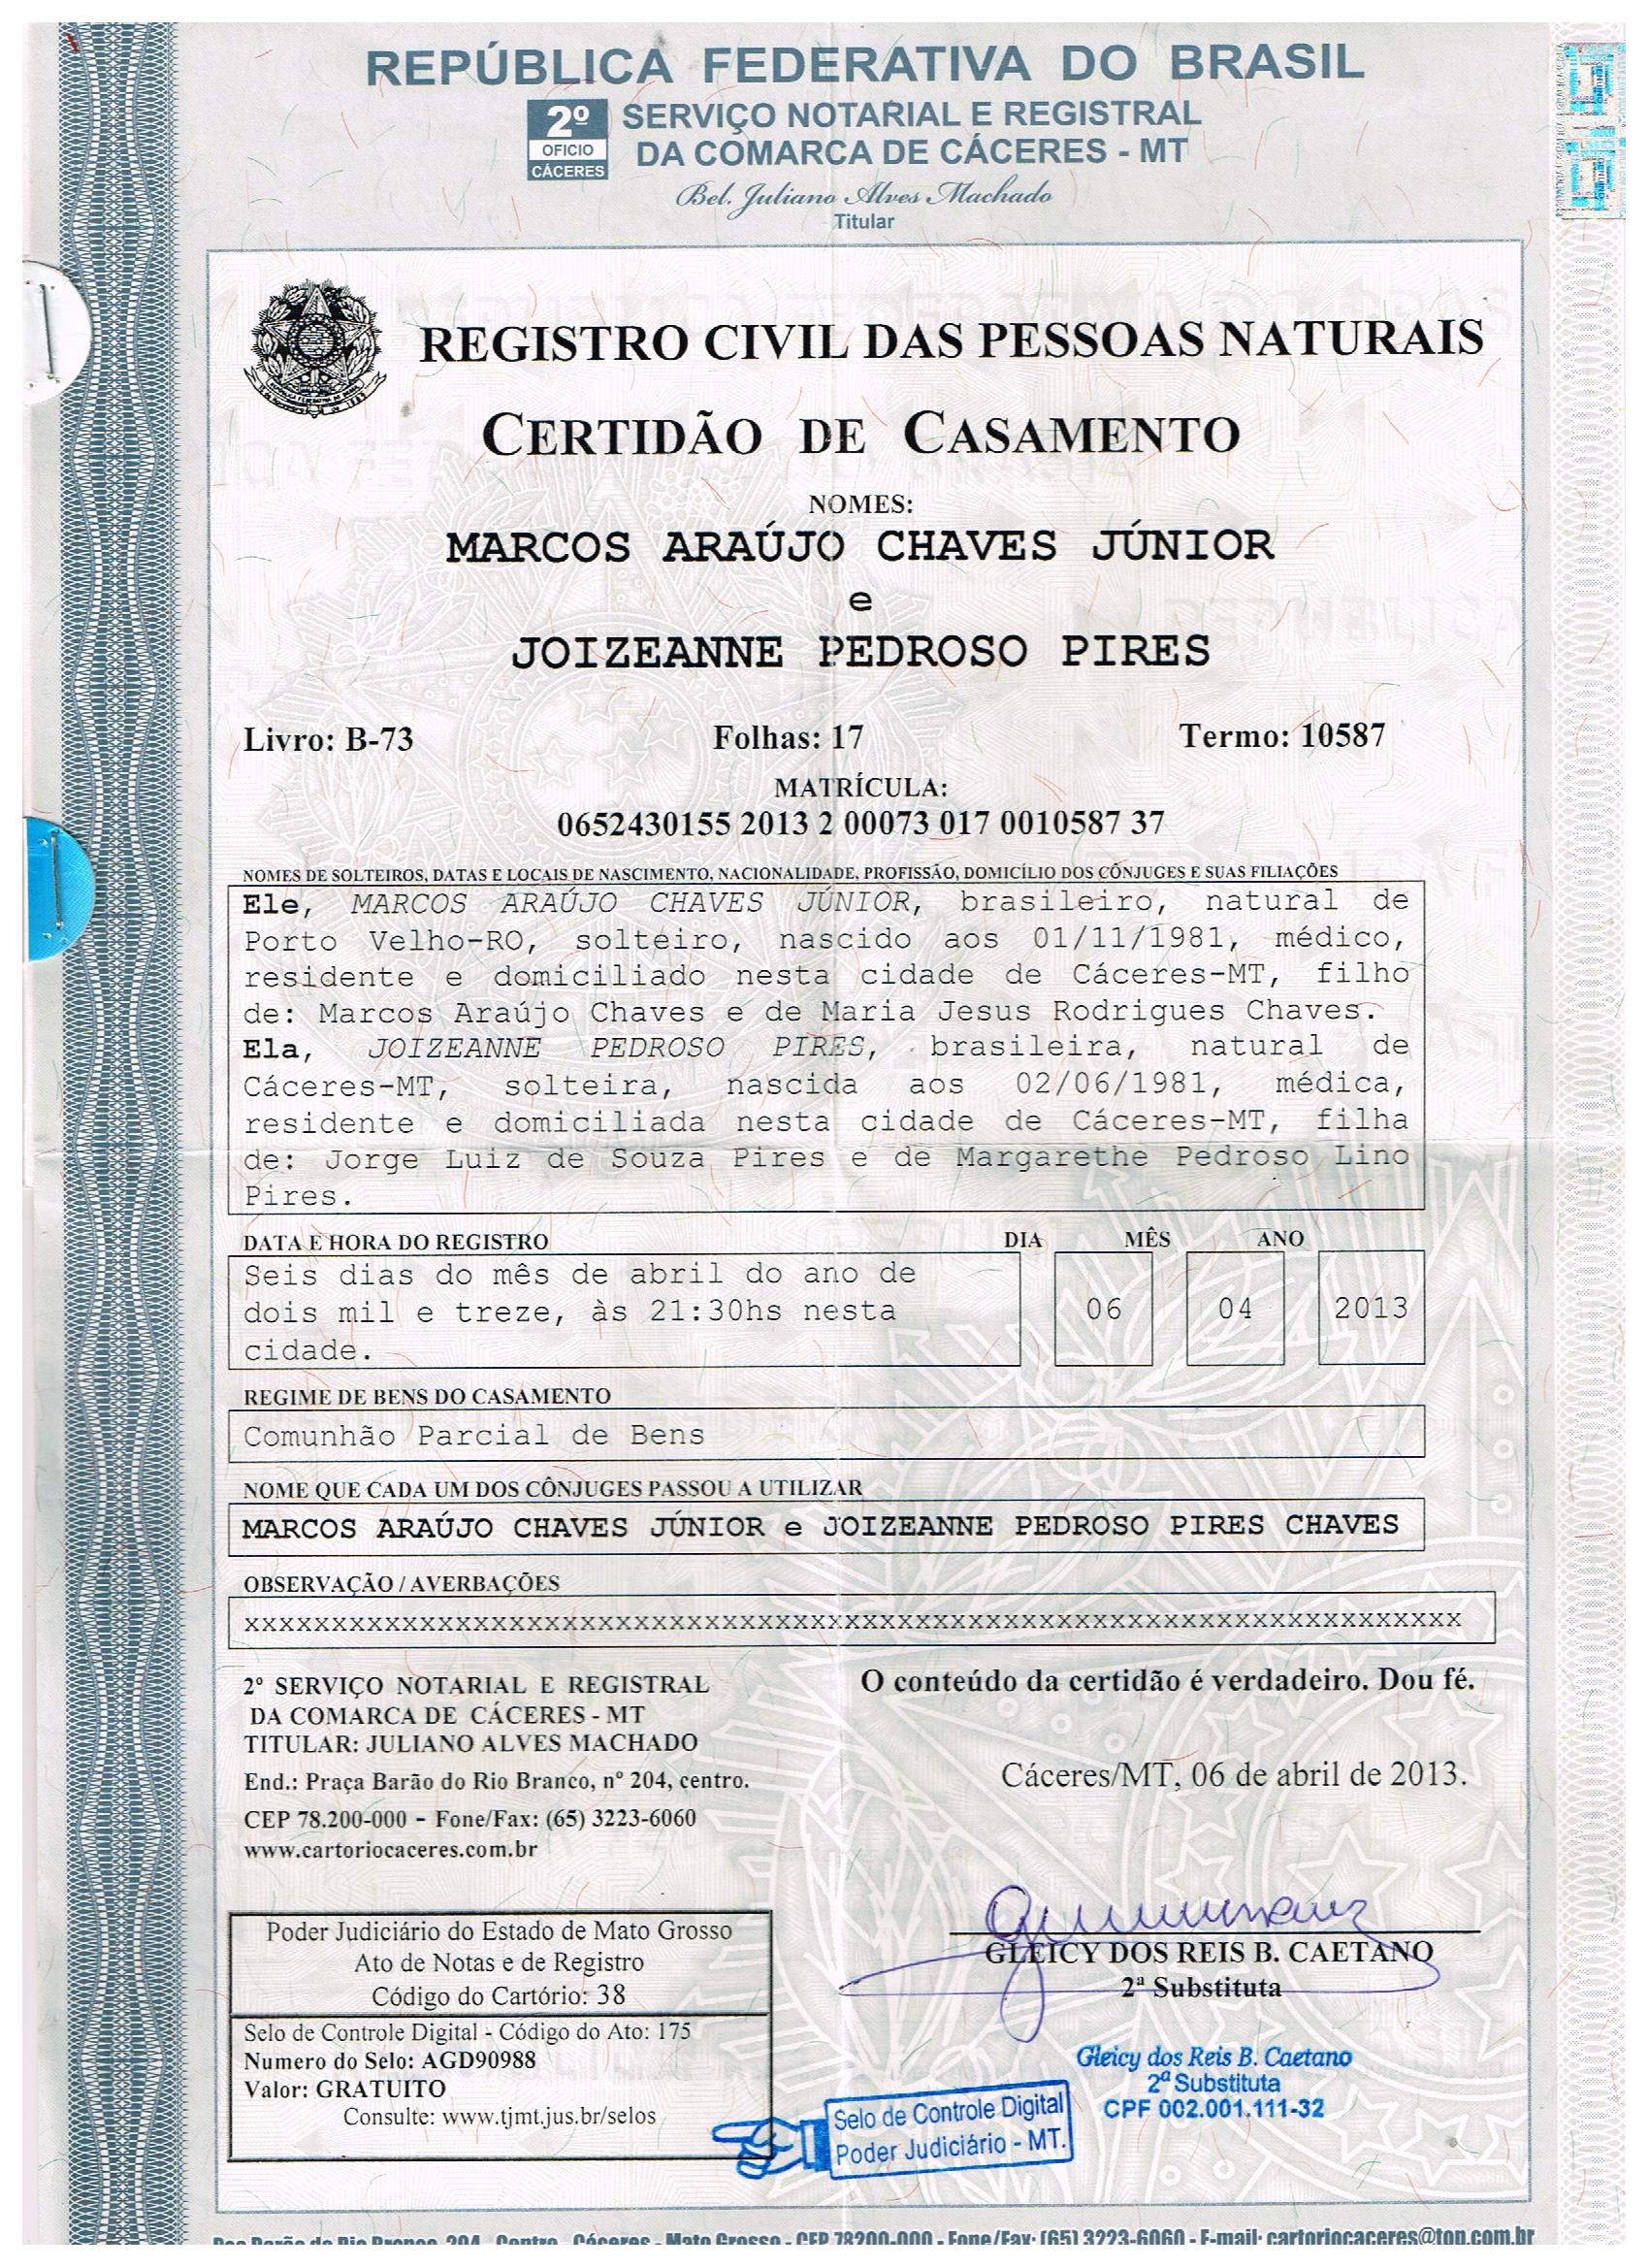 REPÚBLICA FEDERATIVA DO BRASIL
2º
OFICIO
CÁCERES
SERVIÇO NOTARIAL E REGISTRAL
DA COMARCA DE CÁCERES - MT
Bel. Juliano Alves Machado
Titular
REGISTRO CIVIL DAS PESSOAS NATURAIS
CERTIDÃO DE CASAMENTO
NOMES:
MARCOS ARAÚJO CHAVES JÚNIOR
e
JOIZEANNE PEDROSO PIRES
Livro: B-73 Folhas: 17 Termo: 10587
MATRÍCULA:
0652430155 2013 2 00073 017 0010587 37
NOMES DE SOLTEIROS, DATAS E LOCAIS DE NASCIMENTO, NACIONALIDADE, PROFISSÃO, DOMICÍLIO DOS CÔNJUGES E SUAS FILIAÇÕES
Ele, MARCOS ARAÚJO CHAVES JÚNIOR, brasileiro, natural de
Porto Velho-RO, solteiro, nascido aos 01/11/1981, médico,
residente e domiciliado nesta cidade de Cáceres-MT, filho
de: Marcos Araújo Chaves e de Maria Jesus Rodrigues Chaves.
Ela, JOIZEANNE PEDROSO PIRES, brasileira, natural de
Cáceres-MT, solteira, nascida aos 02/06/1981, médica,
residente e domiciliada nesta cidade de Cáceres-MT, filha
de: Jorge Luiz de Souza Pires e de Margarethe Pedroso Lino
Pires.
DATA E HORA DO REGISTRO DIA MÊS ANO
Seis dias do mês de abril do ano de
dois mil e treze, às 21:30hs nesta
cidade.
06 04 2013
REGIME DE BENS DO CASAMENTO
Comunhão Parcial de Bens
NOME QUE CADA UM DOS CÔNJUGES PASSOU A UTILIZAR
MARCOS ARAÚJO CHAVES JÚNIOR e JOIZEANNE PEDROSO PIRES CHAVES
OBSERVAÇÃO / AVERBAÇÕES
xxxxxxxxxxxxxxxxxxxxxxxxxxxxxxxxxxxxxxxxxxxxxxxxxxxxxxxxxxxxxxxxxxxxxx
2º SERVIÇO NOTARIAL E REGISTRAL
DA COMARCA DE CÁCERES - MT
TITULAR: JULIANO ALVES MACHADO
End.: Praça Barão do Rio Branco, nº 204, centro.
CEP 78.200-000 - Fone/Fax: (65) 3223-6060
www.cartoriocaceres.com.br
O conteúdo da certidão é verdadeiro. Dou fé.
Cáceres/MT, 06 de abril de 2013.
GLEICY DOS REIS B. CAETANO
2ª Substituta
Poder Judiciário do Estado de Mato Grosso
Ato de Notas e de Registro
Código do Cartório: 38
Selo de Controle Digital - Código do Ato: 175
Numero do Selo: AGD90988
Valor: GRATUITO
Consulte: www.tjmt.jus.br/selos
Gleicy dos Reis B. Caetano
2ª Substituta
CPF 002.001.111-32
Selo de Controle Digital
Poder Judiciário - MT.
Rua Barão do Rio Branco, 204 - Centro - Cáceres - Mato Grosso - CEP 78200-000 - Fone/Fax: (65) 3223-6060 - E-mail: cartoriocaceres@top.com.br